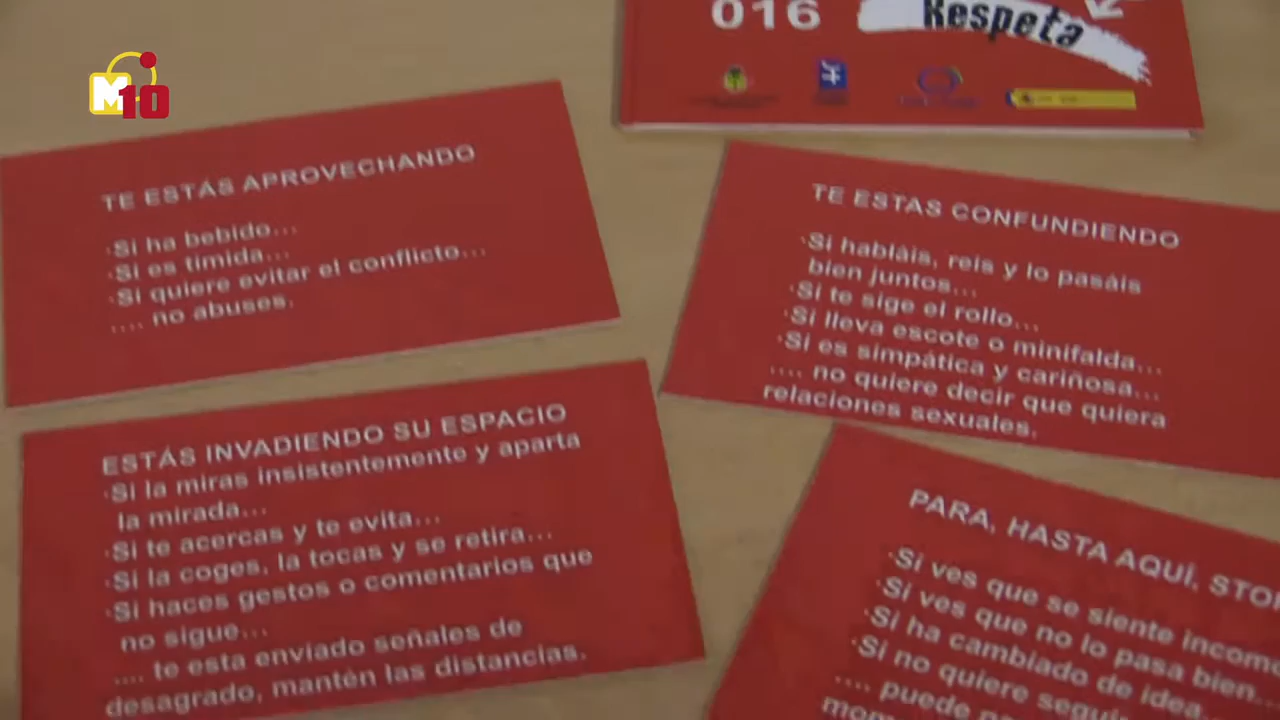 M10
016
Respeta
TE ESTÁS APROVECHANDO
·Si ha bebido...
·Si es tímida...
·Si quiere evitar el conflicto...
.... no abuses.
TE ESTAS CONFUNDIENDO
·Si habláis, reis y lo pasáis
bien juntos...
·Si te sige el rollo...
·Si lleva escote o minifalda...
·Si es simpática y cariñosa...
.... no quiere decir que quiera
relaciones sexuales.
ESTÁS INVADIENDO SU ESPACIO
·Si la miras insistentemente y aparta
la mirada...
·Si te acercas y te evita...
·Si la coges, la tocas y se retira...
·Si haces gestos o comentarios que
no sigue...
.... te esta enviado señales de
desagrado, mantén las distancias.
PARA, HASTA AQUÍ, STO
·Si ves que se siente incom
·Si ves que no lo pasa bien...
·Si ha cambiado de idea...
·Si no quiere segui
.... puede